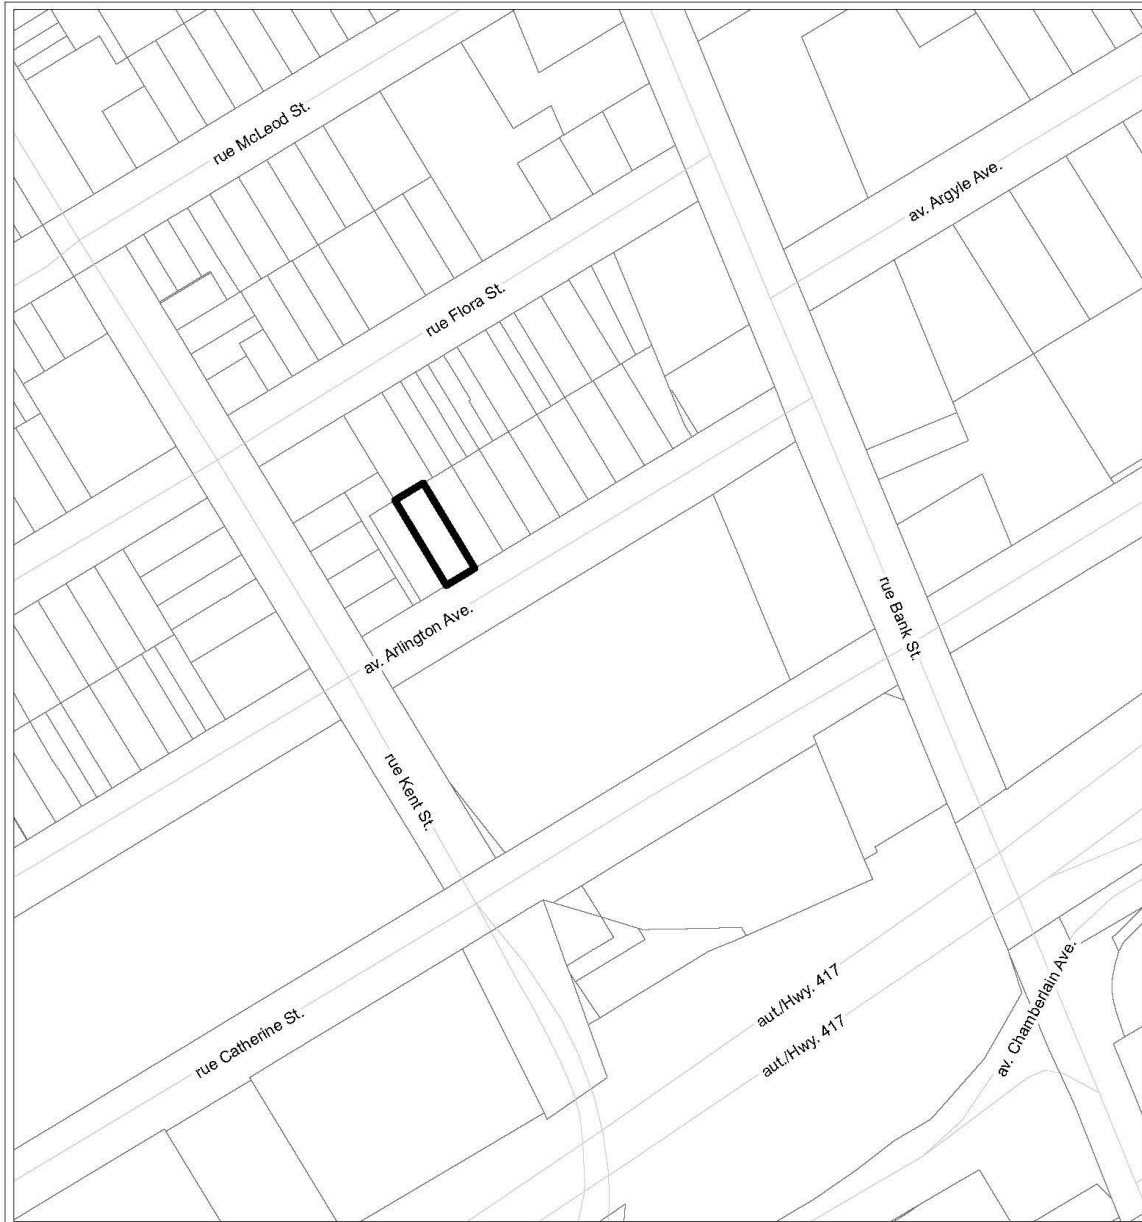 rue McLeod St.
av. Argyle Ave.
rue Flora St.
rue Bank St.
av. Arlington Ave.
rue Kent St.
aut./Hwy. 417
aut./Hwy. 417
av. Chamberlain Ave.
rue Catherine St.